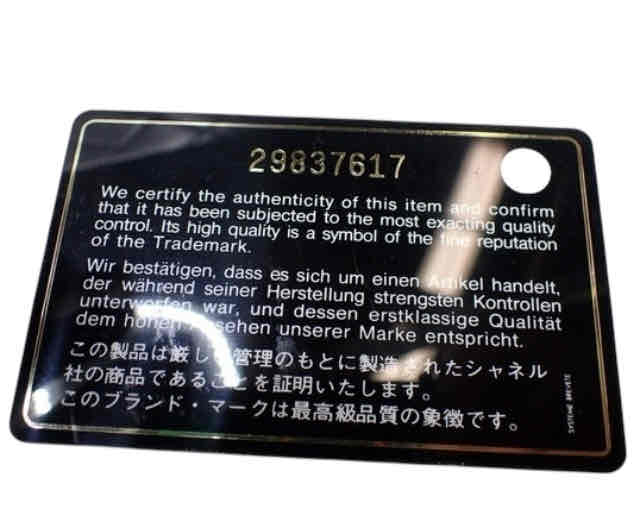 29837617
We certify the authenticity of this item and confirm
that it has been subjected to the most exacting quality
control. Its high quality is a symbol of the fine reputation
of the Trademark.
Wir bestätigen, dass es sich um einen Artikel handelt,
der während seiner Herstellung strengsten Kontrollen
unterworfen war, und dessen erstklassige Qualität
dem hohen Ansehen unserer Marke entspricht.
この製品は厳しい管理のもとに製造されたシャネル
社の商品であることを証明いたします。
このブランド・マークは最高級品質の象徴です。
SYSTEME BREVETE